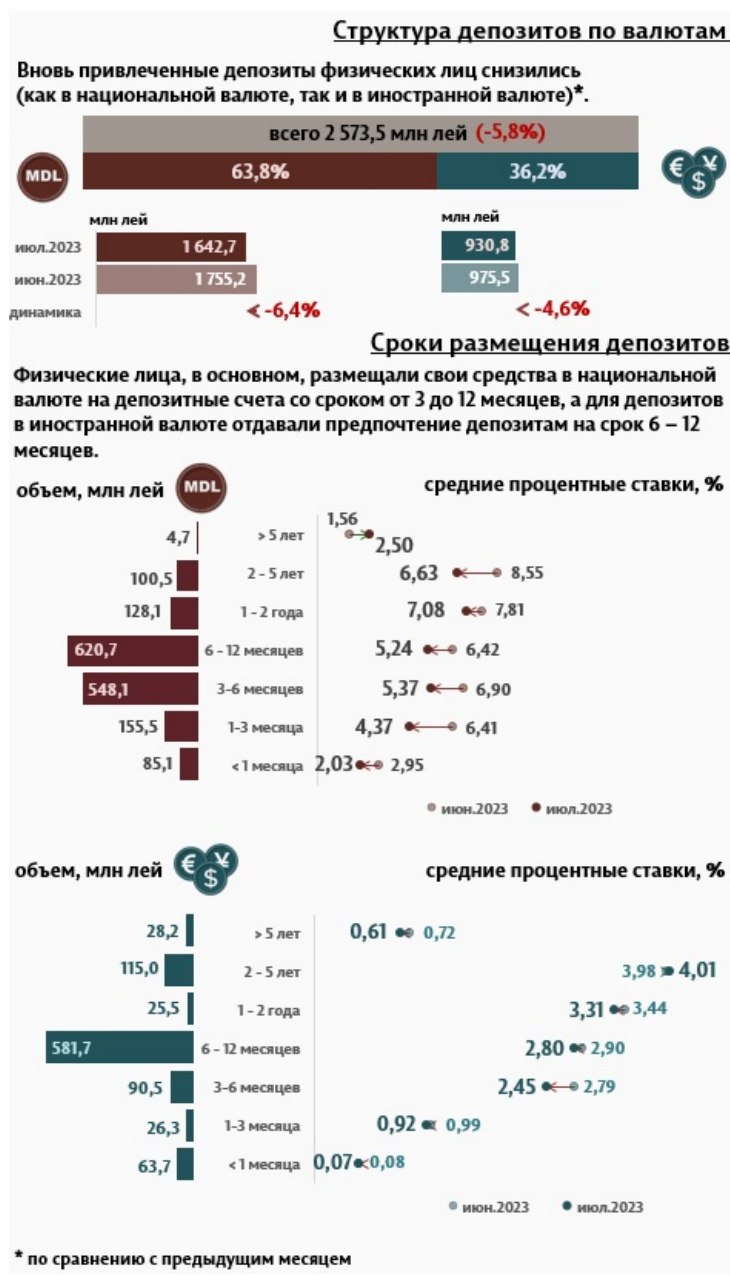 Структура депозитов по валютам
Вновь привлеченные депозиты физических лиц снизились
(как в национальной валюте, так и в иностранной валюте)*.
всего 2 573,5 млн лей (-5,8%)
MDL 63,8% 36,2% € ¥ $
млн лей млн лей
июл.2023 1 642,7 930,8
июн.2023 1 755,2 975,5
динамика < -6,4% < -4,6%
Сроки размещения депозитов
Физические лица, в основном, размещали свои средства в национальной
валюте на депозитные счета со сроком от 3 до 12 месяцев, а для депозитов
в иностранной валюте отдавали предпочтение депозитам на срок 6 – 12
месяцев.
объем, млн лей MDL средние процентные ставки, %
4,7 > 5 лет 1,56 2,50
100,5 2 - 5 лет 6,63 8,55
128,1 1 - 2 года 7,08 7,81
620,7 6 - 12 месяцев 5,24 6,42
548,1 3-6 месяцев 5,37 6,90
155,5 1-3 месяца 4,37 6,41
85,1 < 1 месяца 2,03 2,95
июн.2023 июл.2023
объем, млн лей € ¥ $ средние процентные ставки, %
28,2 > 5 лет 0,61 0,72
115,0 2 - 5 лет 3,98 4,01
25,5 1 - 2 года 3,31 3,44
581,7 6 - 12 месяцев 2,80 2,90
90,5 3-6 месяцев 2,45 2,79
26,3 1-3 месяца 0,92 0,99
63,7 < 1 месяца 0,07 0,08
июн.2023 июл.2023
* по сравнению с предыдущим месяцем